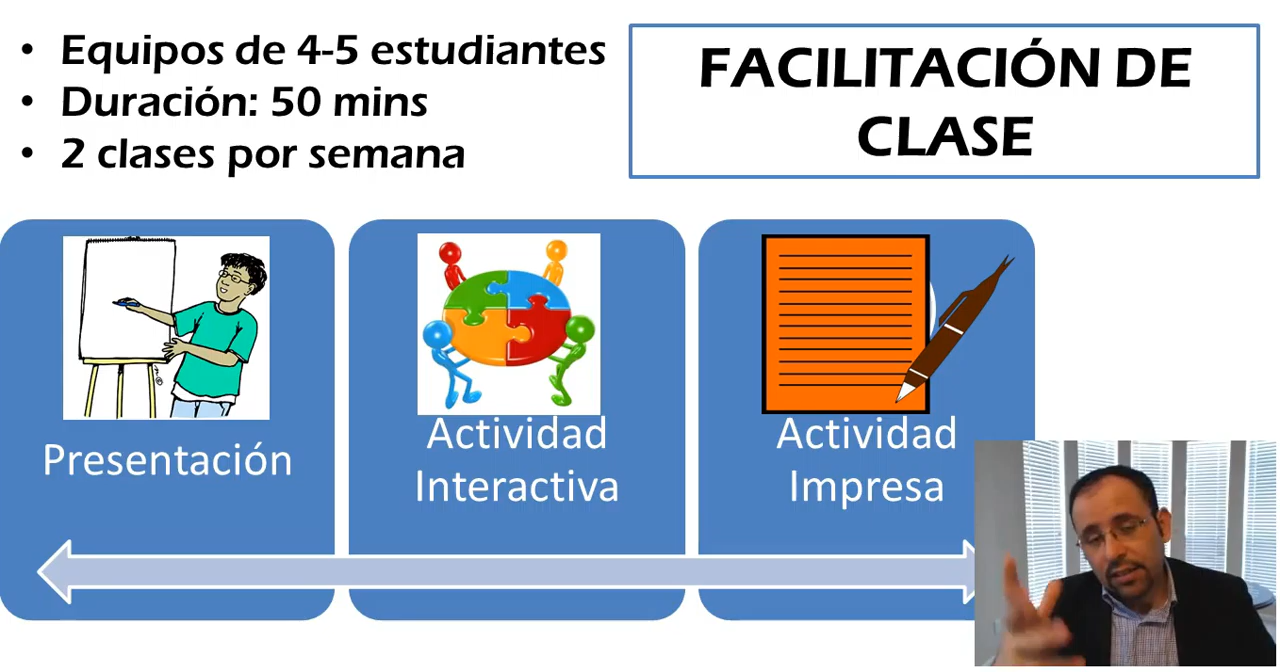 • Equipos de 4-5 estudiantes
• Duración: 50 mins
• 2 clases por semana
FACILITACIÓN DE
CLASE
Presentación
Actividad
Interactiva
Actividad
Impresa